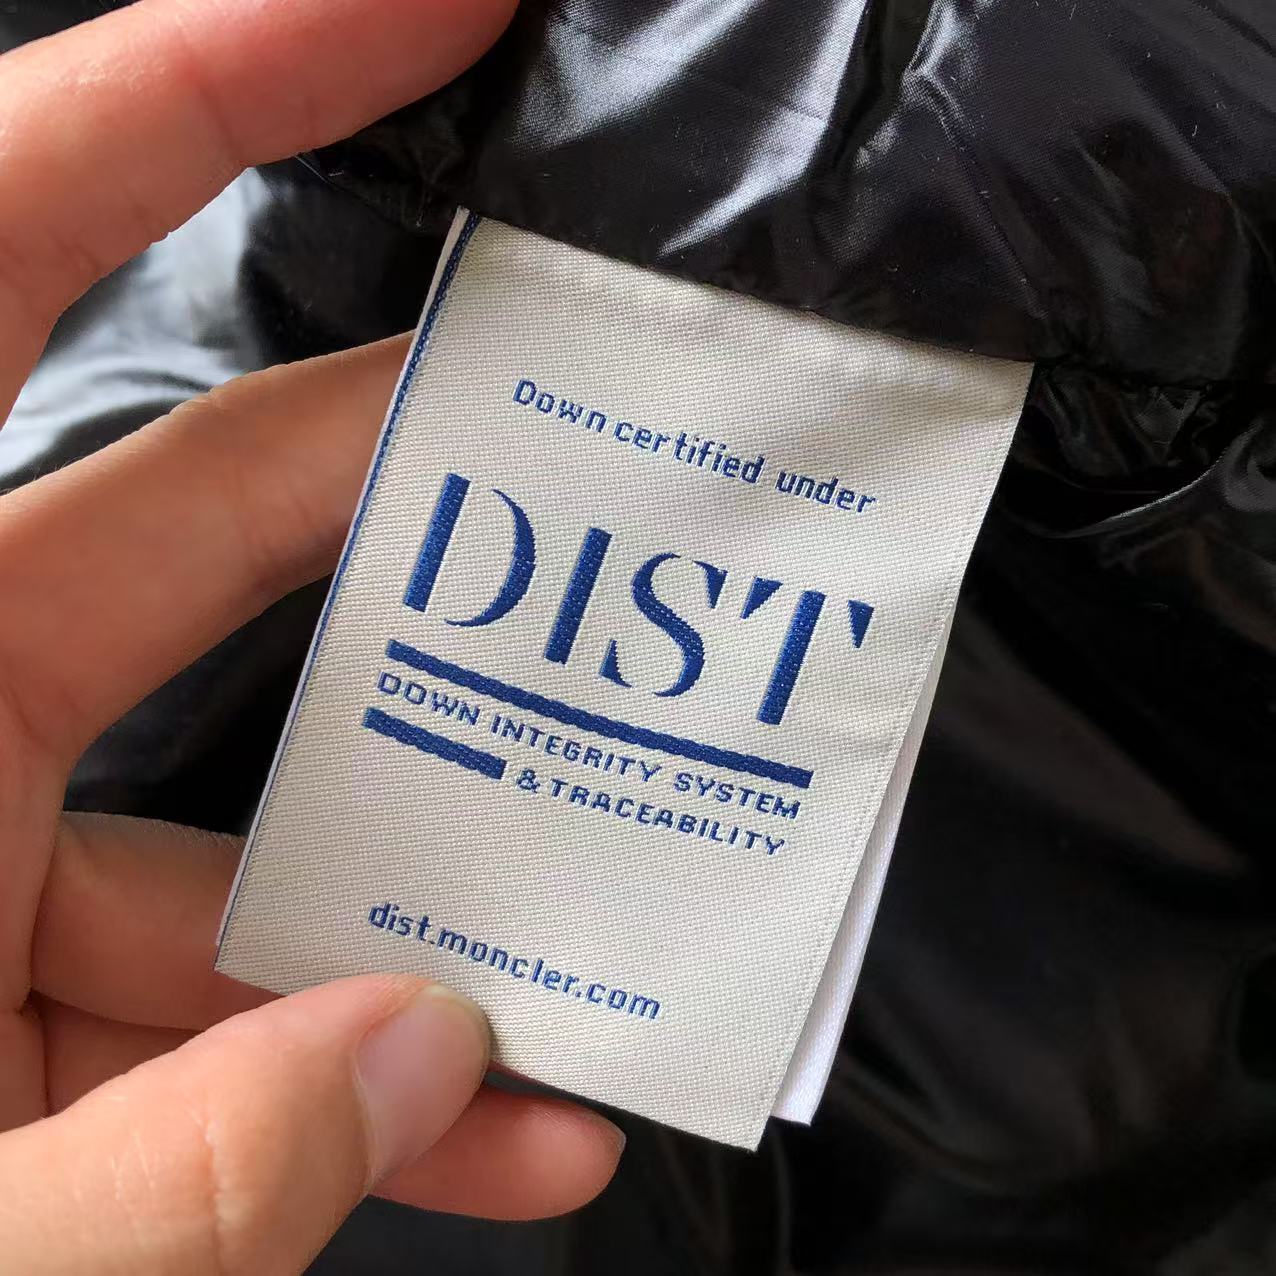 Down certified under
DIST
DOWN INTEGRITY SYSTEM
& TRACEABILITY
dist.moncler.com